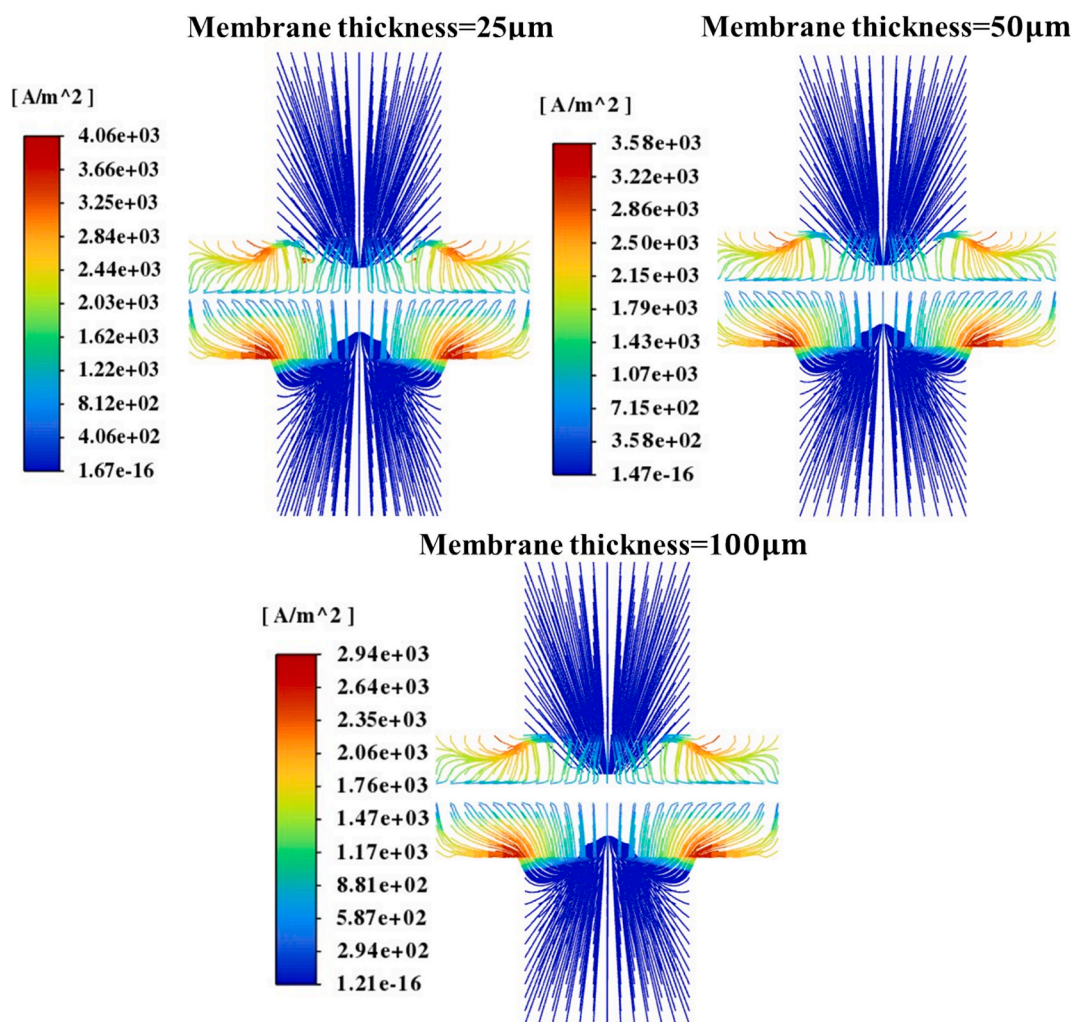 Membrane thickness=25μm
[ A/m^2 ]
4.06e+03
3.66e+03
3.25e+03
2.84e+03
2.44e+03
2.03e+03
1.62e+03
1.22e+03
8.12e+02
4.06e+02
1.67e-16
Membrane thickness=50μm
[ A/m^2 ]
3.58e+03
3.22e+03
2.86e+03
2.50e+03
2.15e+03
1.79e+03
1.43e+03
1.07e+03
7.15e+02
3.58e+02
1.47e-16
Membrane thickness=100μm
[ A/m^2 ]
2.94e+03
2.64e+03
2.35e+03
2.06e+03
1.76e+03
1.47e+03
1.17e+03
8.81e+02
5.87e+02
2.94e+02
1.21e-16